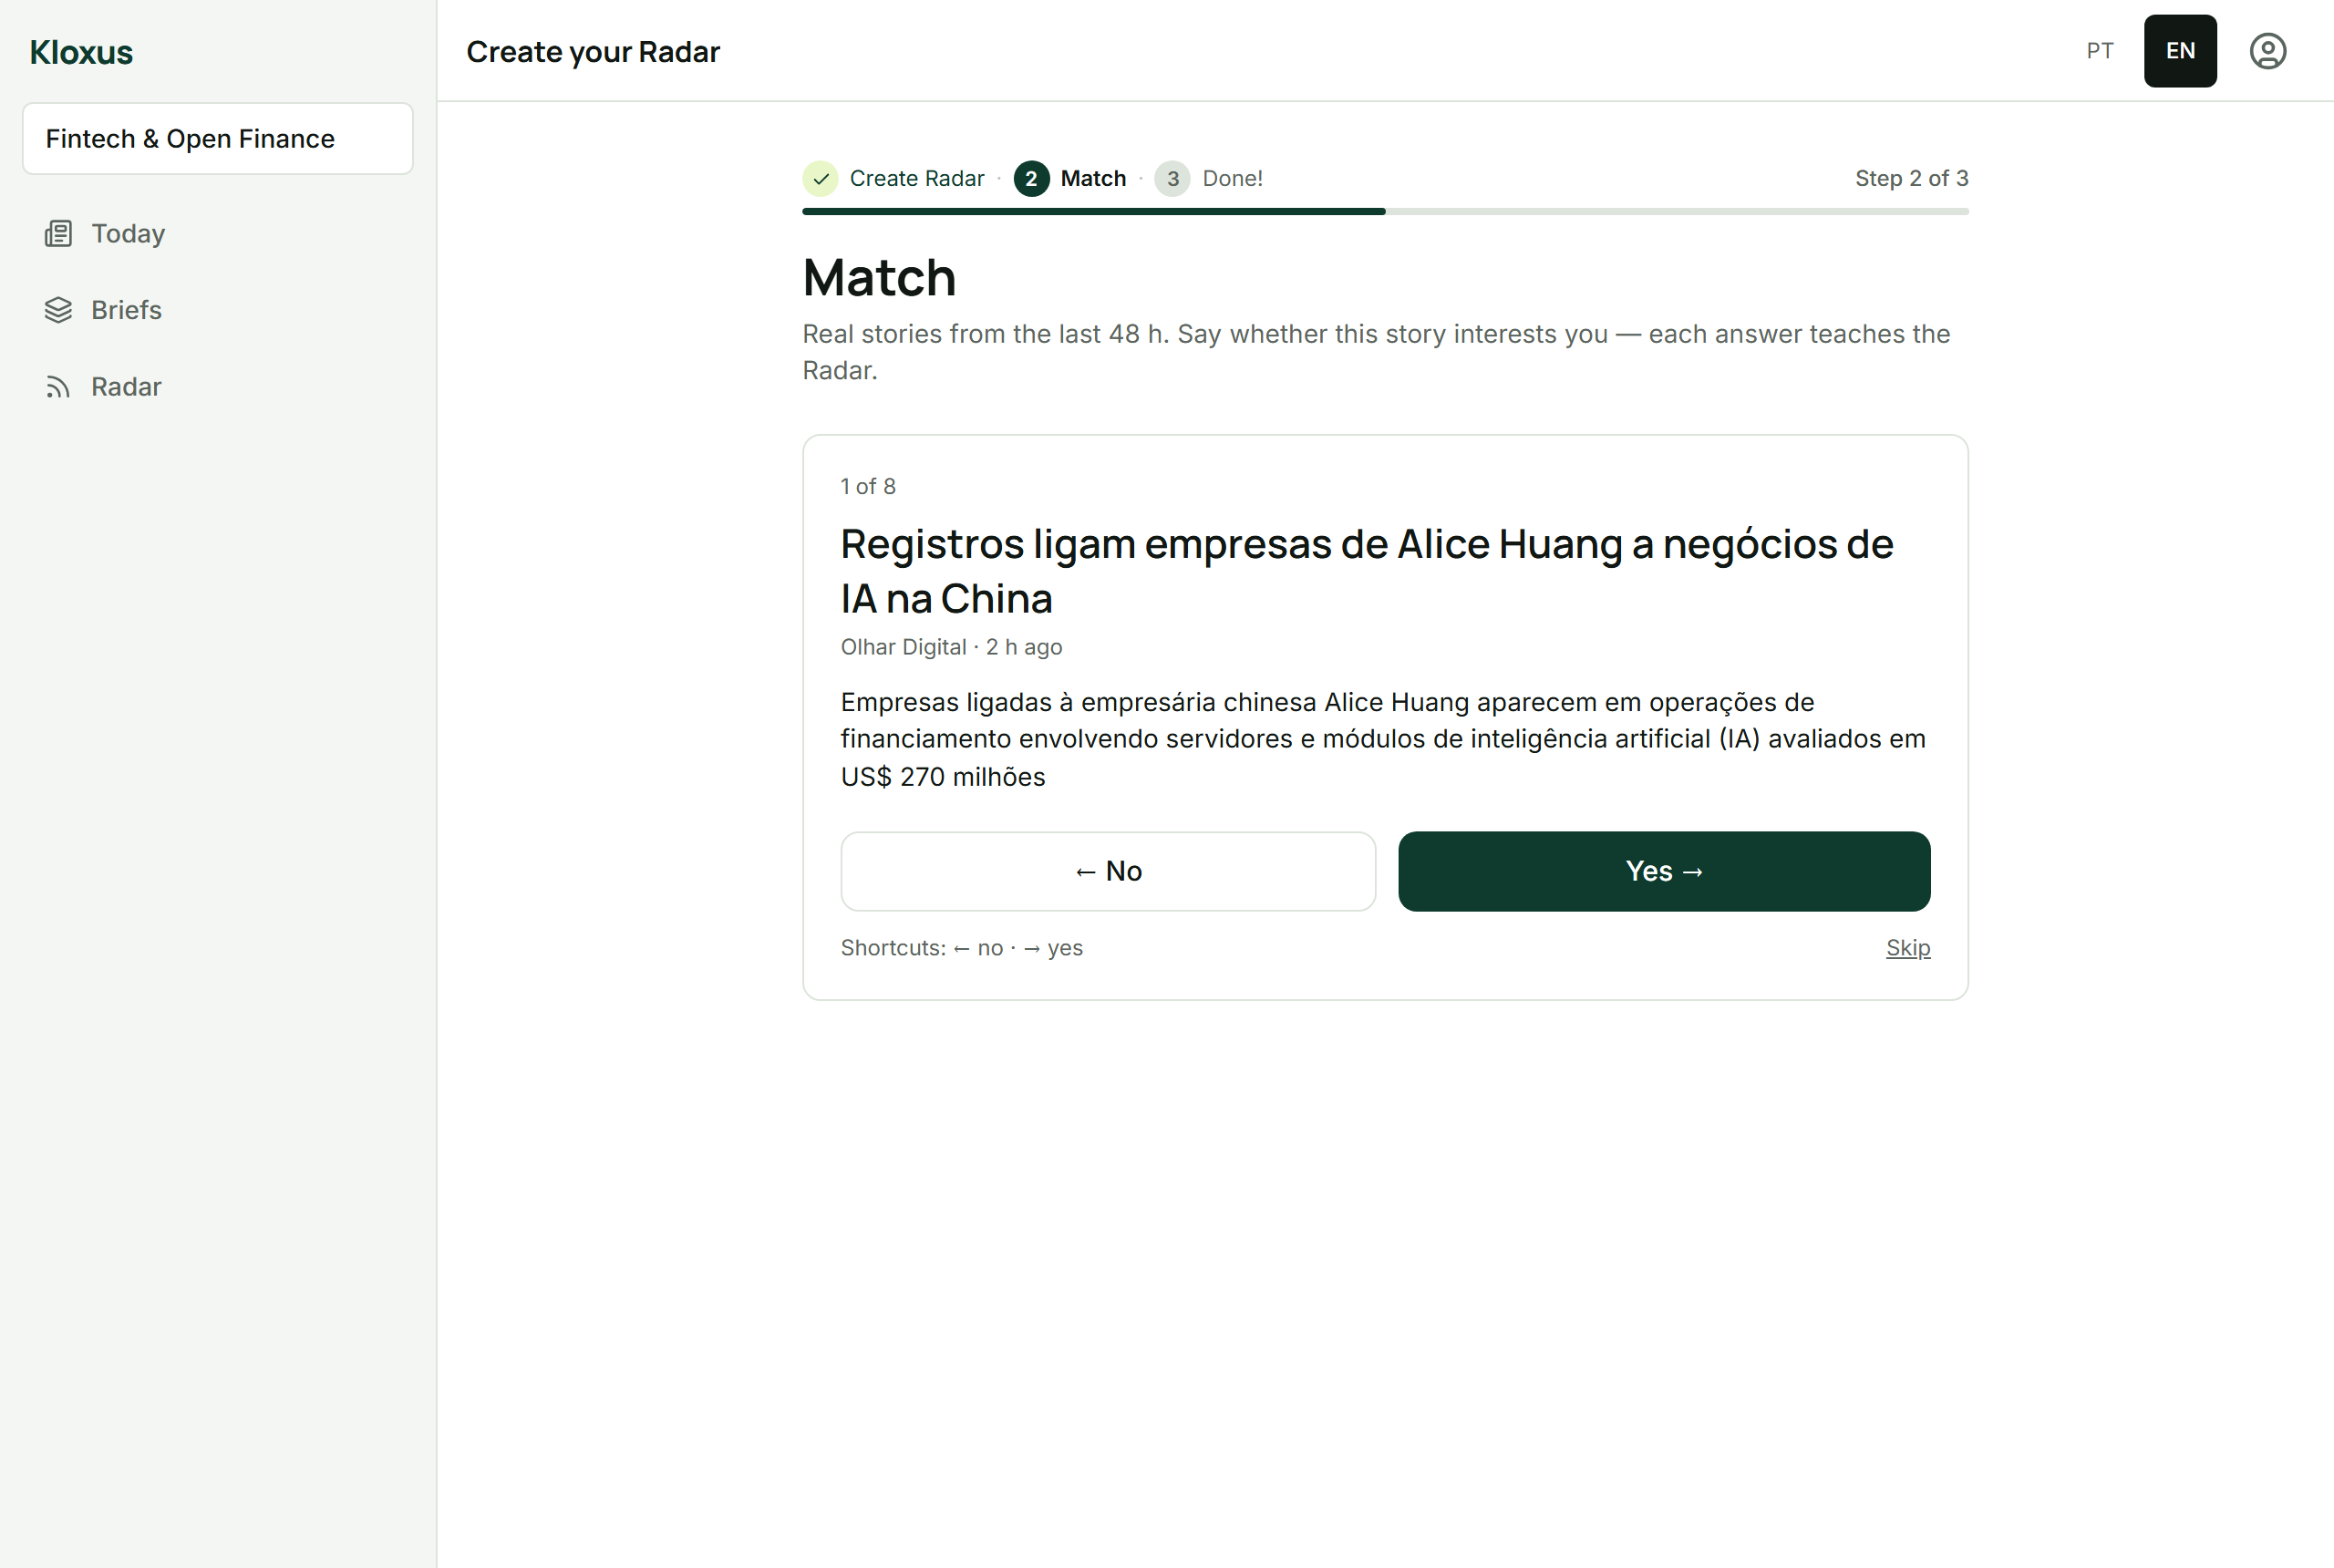 Kloxus
Fintech & Open Finance
Today
Briefs
Radar
Create your Radar
PT
EN
Create Radar · 2 Match · 3 Done!
Step 2 of 3
Match
Real stories from the last 48 h. Say whether this story interests you — each answer teaches the
Radar.
1 of 8
Registros ligam empresas de Alice Huang a negócios de
IA na China
Olhar Digital · 2 h ago
Empresas ligadas à empresária chinesa Alice Huang aparecem em operações de
financiamento envolvendo servidores e módulos de inteligência artificial (IA) avaliados em
US$ 270 milhões
← No
Yes →
Shortcuts: ← no · → yes
Skip